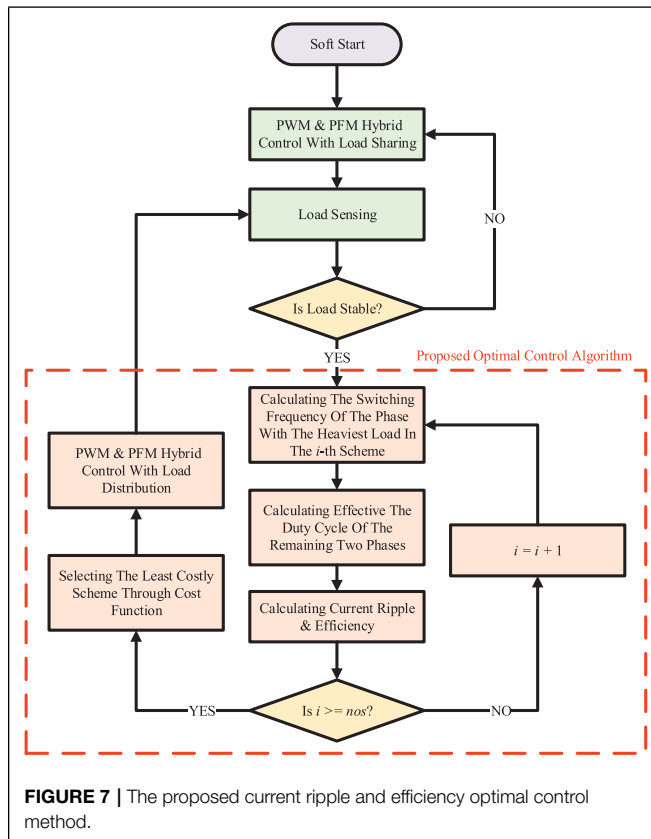 Soft Start
PWM & PFM Hybrid
Control With Load Sharing
NO
Load Sensing
Is Load Stable?
YES
Proposed Optimal Control Algorithm
Calculating The Switching
Frequency Of The Phase
With The Heaviest Load In
The i-th Scheme
PWM & PFM Hybrid
Control With Load
Distribution
Calculating Effective The
Duty Cycle Of The
Remaining Two Phases
i = i + 1
Selecting The Least Costly
Scheme Through Cost
Function
Calculating Current Ripple
& Efficiency
YES
Is i >= nos?
NO
FIGURE 7 | The proposed current ripple and efficiency optimal control
method.